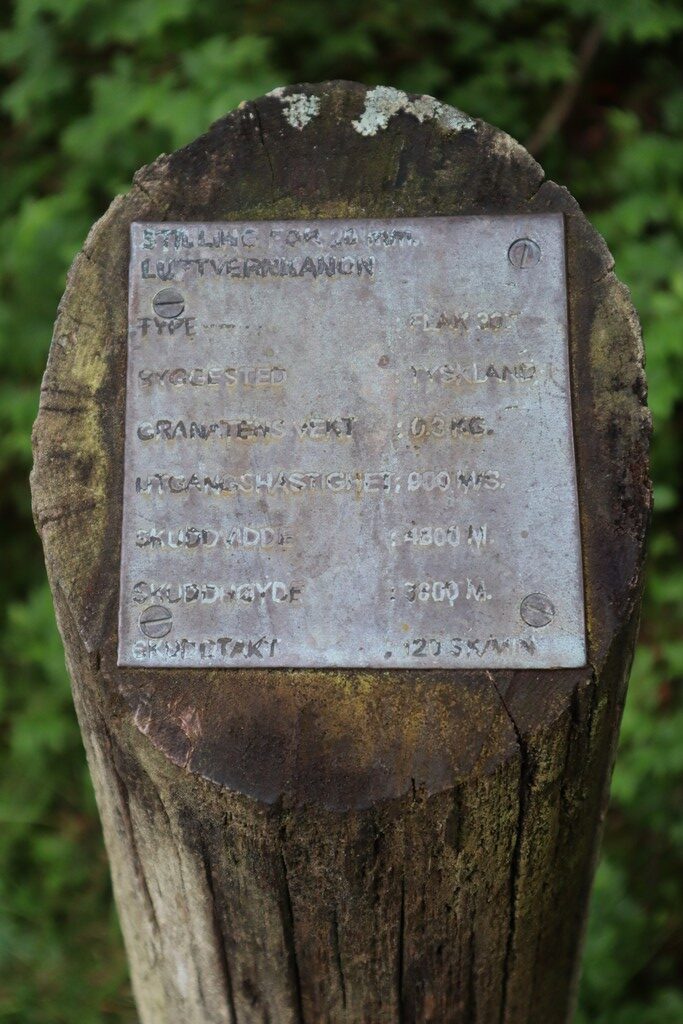 STILLING FOR 20 MM.
LUFTVERNKANON
TYPE : FLAK 30
BYGGESTED : TYSKLAND
GRANATENS VEKT : 0,3 KG.
UTGANGSHASTIGHET: 900 M/S.
SKUDDVIDDE : 4800 M.
SKUDDHØYDE : 3800 M.
SKUDDTAKT : 120 SK/MIN